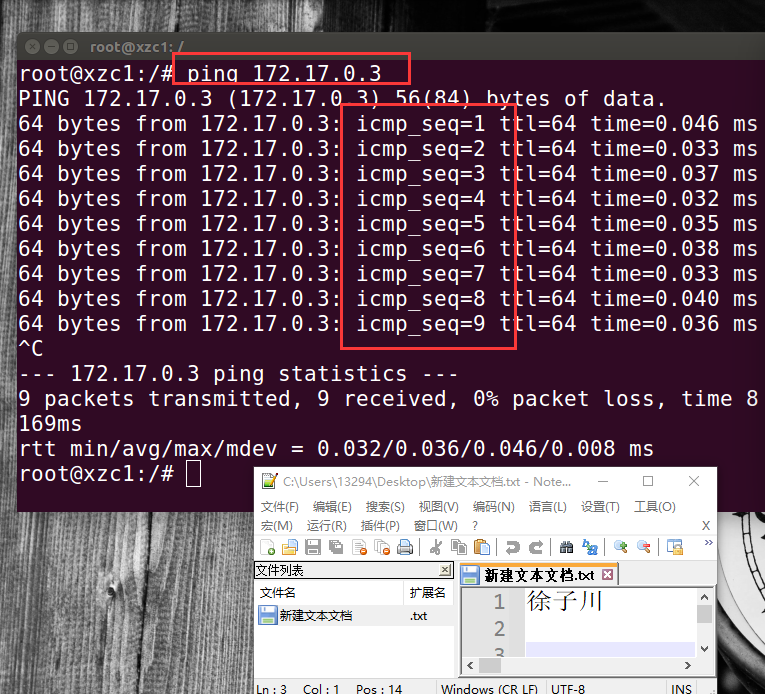 root@xzc1: /
root@xzc1:/# ping 172.17.0.3
PING 172.17.0.3 (172.17.0.3) 56(84) bytes of data.
64 bytes from 172.17.0.3: icmp_seq=1 ttl=64 time=0.046 ms
64 bytes from 172.17.0.3: icmp_seq=2 ttl=64 time=0.033 ms
64 bytes from 172.17.0.3: icmp_seq=3 ttl=64 time=0.037 ms
64 bytes from 172.17.0.3: icmp_seq=4 ttl=64 time=0.032 ms
64 bytes from 172.17.0.3: icmp_seq=5 ttl=64 time=0.035 ms
64 bytes from 172.17.0.3: icmp_seq=6 ttl=64 time=0.038 ms
64 bytes from 172.17.0.3: icmp_seq=7 ttl=64 time=0.033 ms
64 bytes from 172.17.0.3: icmp_seq=8 ttl=64 time=0.040 ms
64 bytes from 172.17.0.3: icmp_seq=9 ttl=64 time=0.036 ms
^C
--- 172.17.0.3 ping statistics ---
9 packets transmitted, 9 received, 0% packet loss, time 8
169ms
rtt min/avg/max/mdev = 0.032/0.036/0.046/0.008 ms
root@xzc1:/#
C:\Users\13294\Desktop\新建文本文档.txt - Note...
文件(F) 编辑(E) 搜索(S) 视图(V) 编码(N) 语言(L) 设置(T) 工具(O)
宏(M) 运行(R) 插件(P) 窗口(W) ? X
文件列表
新建文本文档.txt
文件名 扩展名
新建文本文档 .txt
1 徐子川
2
3
Ln : 3 Col : 1 Pos : 14 Windows (CR LF) UTF-8 INS